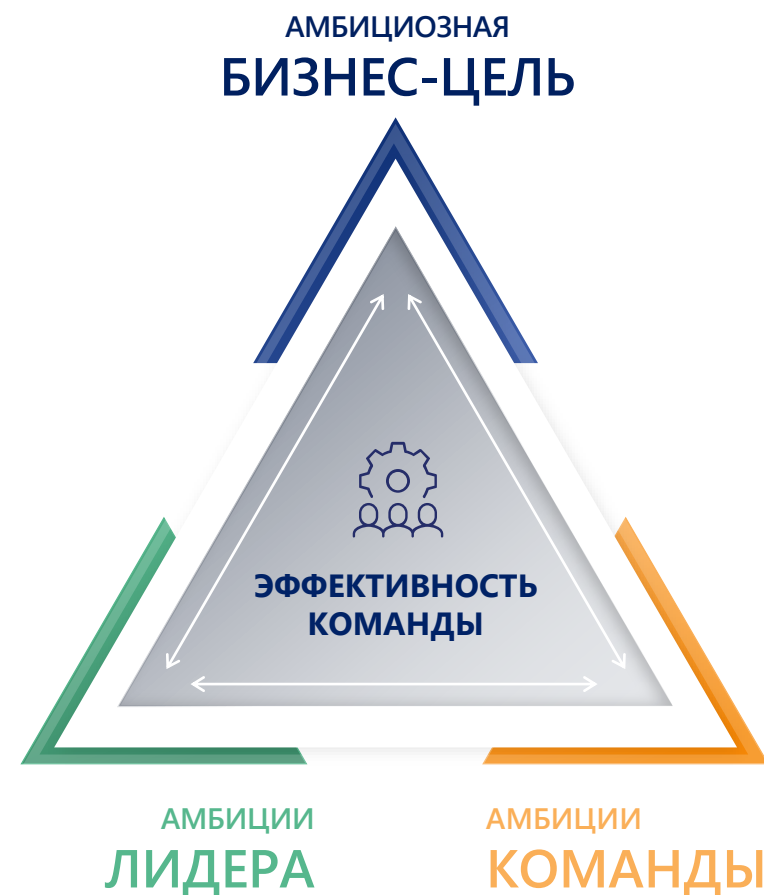 АМБИЦИОЗНАЯ
БИЗНЕС-ЦЕЛЬ
ЭФФЕКТИВНОСТЬ
КОМАНДЫ
АМБИЦИИ
ЛИДЕРА
АМБИЦИИ
КОМАНДЫ